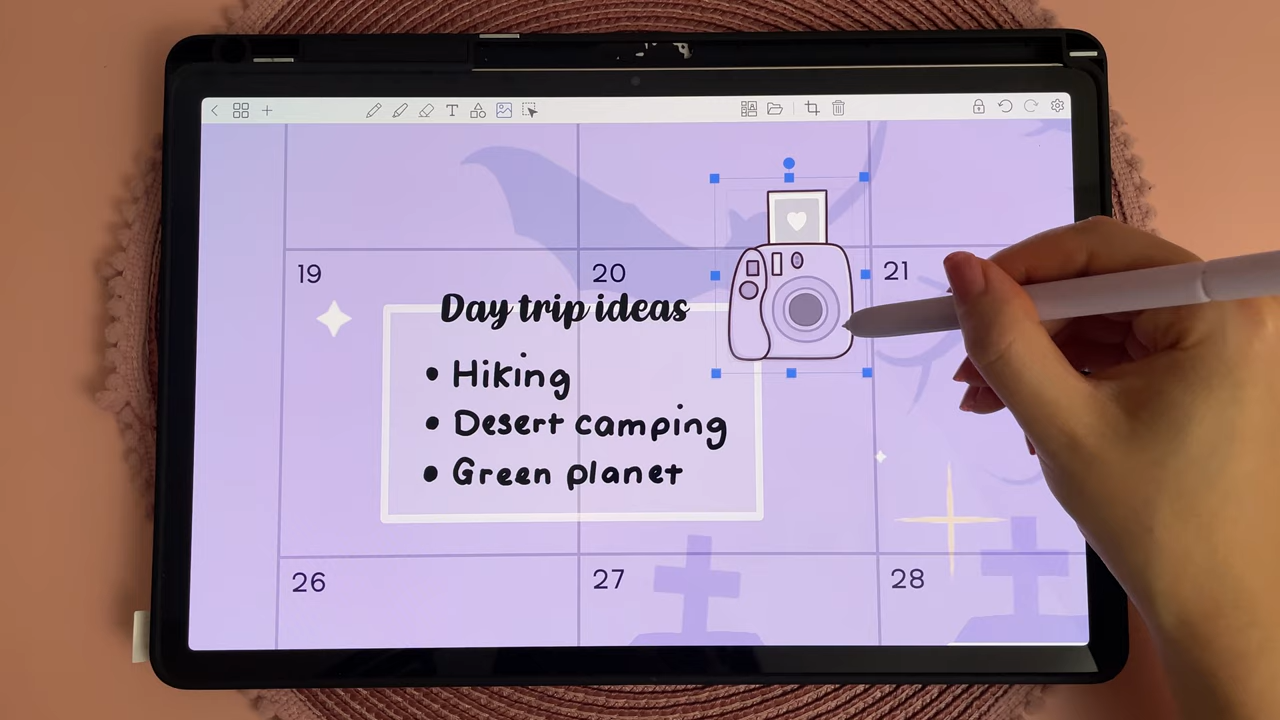 T
19
20
21
Day trip ideas
• Hiking
• Desert camping
• Green planet
26
27
28